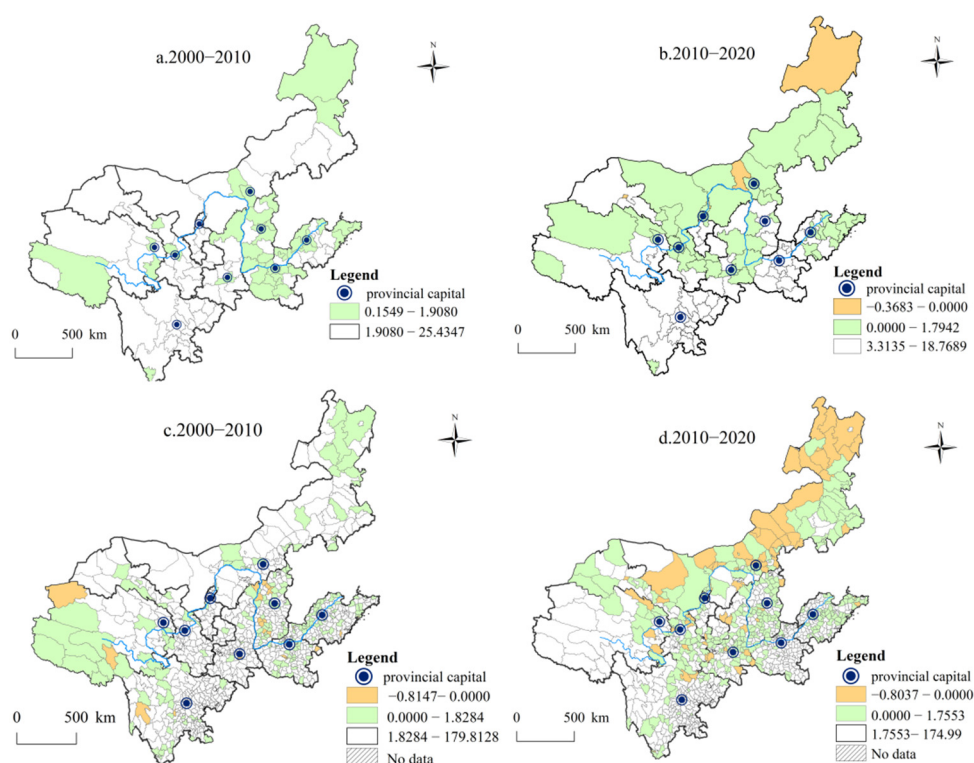 a.2000−2010
N
Legend
provincial capital
0.1549 − 1.9080
1.9080 − 25.4347
0 500 km
b.2010−2020
N
Legend
provincial capital
−0.3683 −0.0000
0.0000 − 1.7942
3.3135 − 18.7689
0 500 km
c.2000−2010
N
Legend
provincial capital
−0.8147− 0.0000
0.0000 − 1.8284
1.8284 − 179.8128
No data
0 500 km
d.2010−2020
N
Legend
provincial capital
−0.8037 −0.0000
0.0000 − 1.7553
1.7553− 174.99
No data
0 500 km